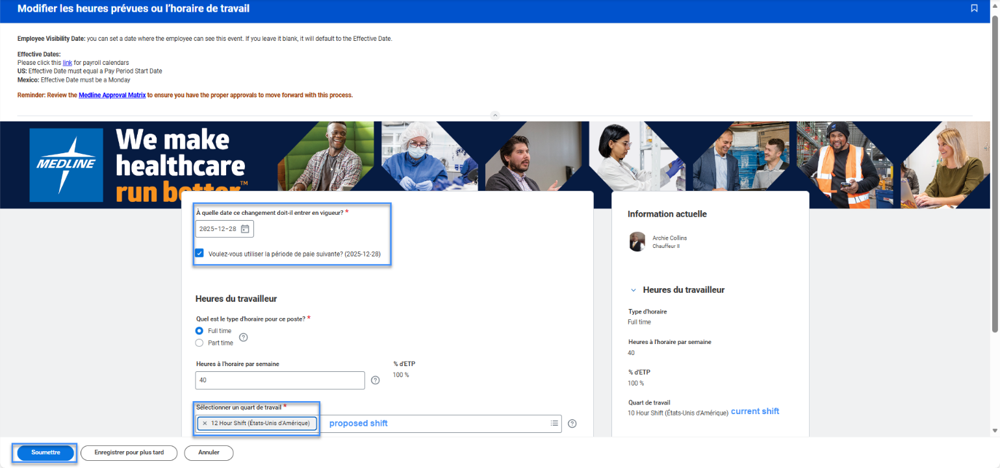 Modifier les heures prévues ou l’horaire de travail
Employee Visibility Date: you can set a date where the employee can see this event. If you leave it blank, it will default to the Effective Date.
Effective Dates:
Please click this link for payroll calendars
US: Effective Date must equal a Pay Period Start Date
Mexico: Effective Date must be a Monday
Reminder: Review the Medline Approval Matrix to ensure you have the proper approvals to move forward with this process.
MEDLINE
We make
healthcare
run better™
À quelle date ce changement doit-il entrer en vigueur? *
2025-12-28
Voulez-vous utiliser la période de paie suivante? (2025-12-28)
Heures du travailleur
Quel est le type d'horaire pour ce poste? *
Full time
Part time
Heures à l'horaire par semaine
40
% d'ETP
100 %
Sélectionner un quart de travail *
× 12 Hour Shift (États-Unis d'Amérique)
proposed shift
Information actuelle
Archie Collins
Chauffeur II
Heures du travailleur
Type d'horaire
Full time
Heures à l'horaire par semaine
40
% d'ETP
100 %
Quart de travail
10 Hour Shift (États-Unis d'Amérique) current shift
Soumettre
Enregistrer pour plus tard
Annuler